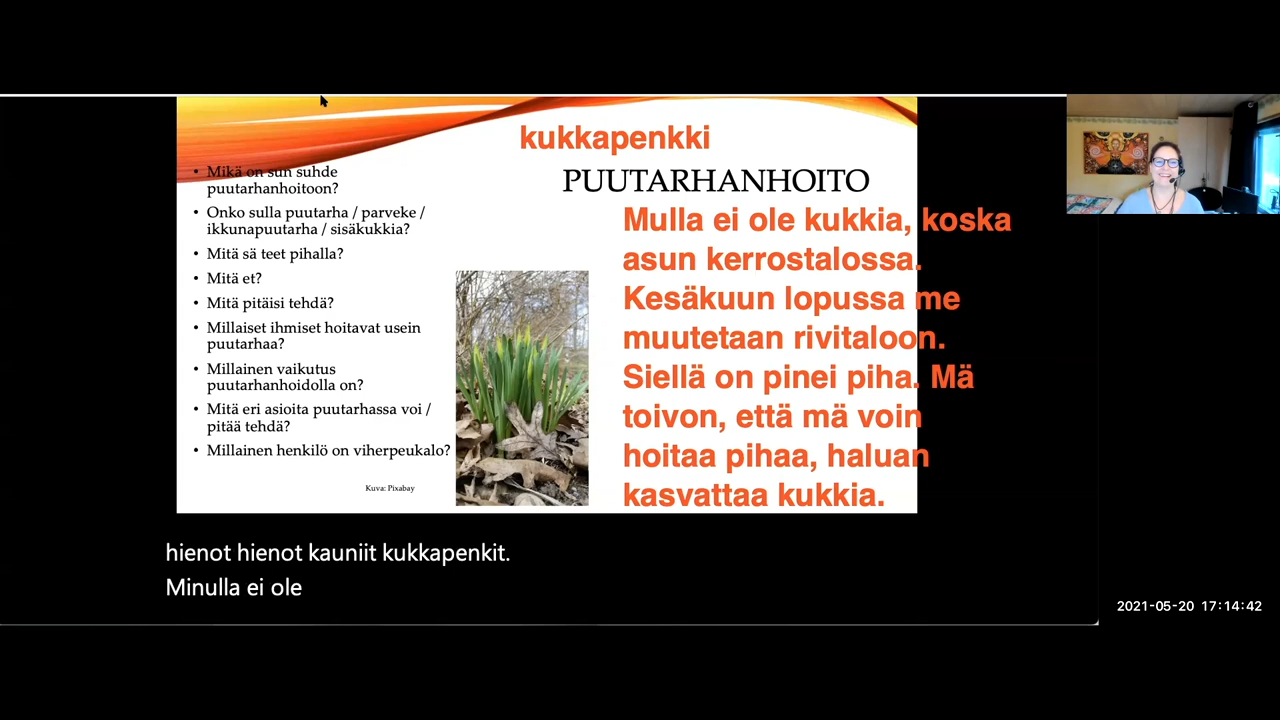 kukkapenkki
PUUTARHANHOITO
• Mikä on sun suhde
puutarhanhoitoon?
• Onko sulla puutarha / parveke /
ikkunapuutarha / sisäkukkia?
• Mitä sä teet pihalla?
• Mitä et?
• Mitä pitäisi tehdä?
• Millaiset ihmiset hoitavat usein
puutarhaa?
• Millainen vaikutus
puutarhanhoidolla on?
• Mitä eri asioita puutarhassa voi /
pitää tehdä?
• Millainen henkilö on viherpeukalo?
Kuva: Pixabay
Mulla ei ole kukkia, koska
asun kerrostalossa.
Kesäkuun lopussa me
muutetaan rivitaloon.
Siellä on pinei piha. Mä
toivon, että mä voin
hoitaa pihaa, haluan
kasvattaa kukkia.
hienot hienot kauniit kukkapenkit.
Minulla ei ole
2021-05-20 17:14:42